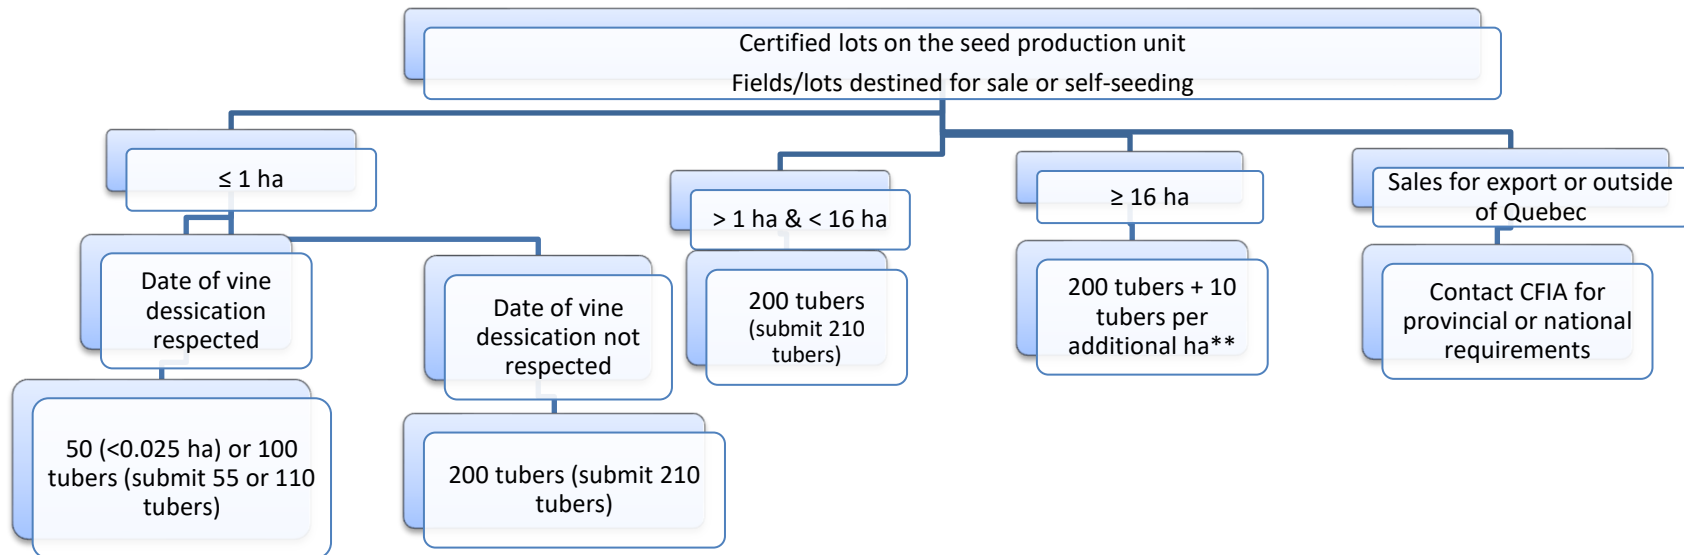 Certified lots on the seed production unit
Fields/lots destined for sale or self-seeding
≤ 1 ha
> 1 ha & < 16 ha
≥ 16 ha
Sales for export or outside
of Quebec
Date of vine
dessication
respected
Date of vine
dessication not
respected
200 tubers
(submit 210
tubers)
200 tubers + 10
tubers per
additional ha**
Contact CFIA for
provincial or national
requirements
50 (<0.025 ha) or 100
tubers (submit 55 or 110
tubers)
200 tubers (submit 210
tubers)